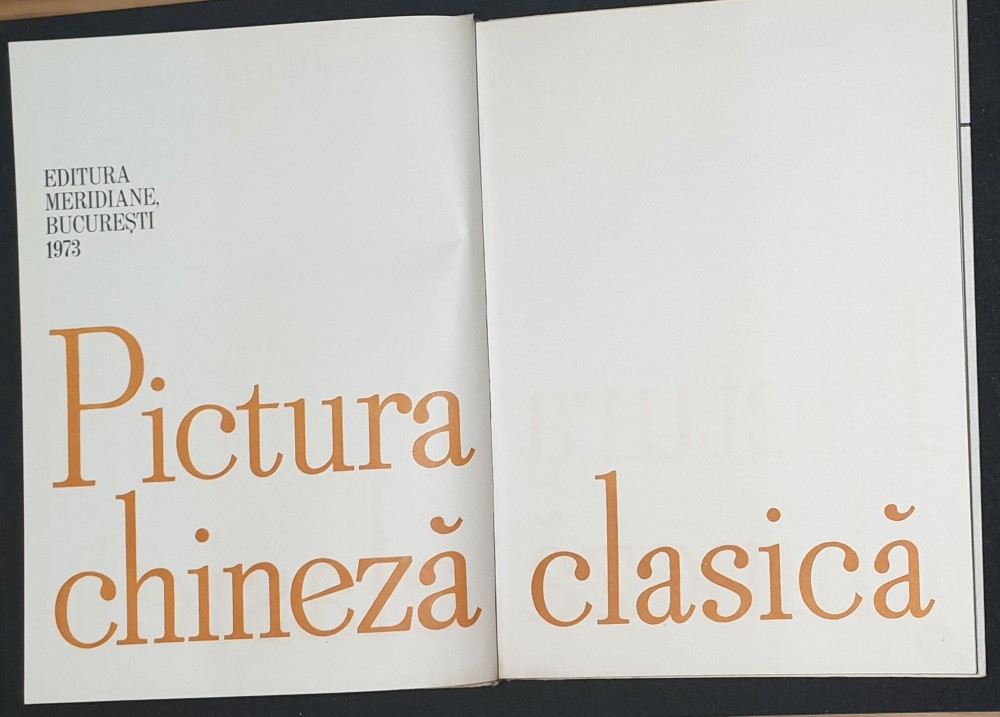 EDITURA
MERIDIANE,
BUCUREȘTI
1973
Pictura
chineză clasică